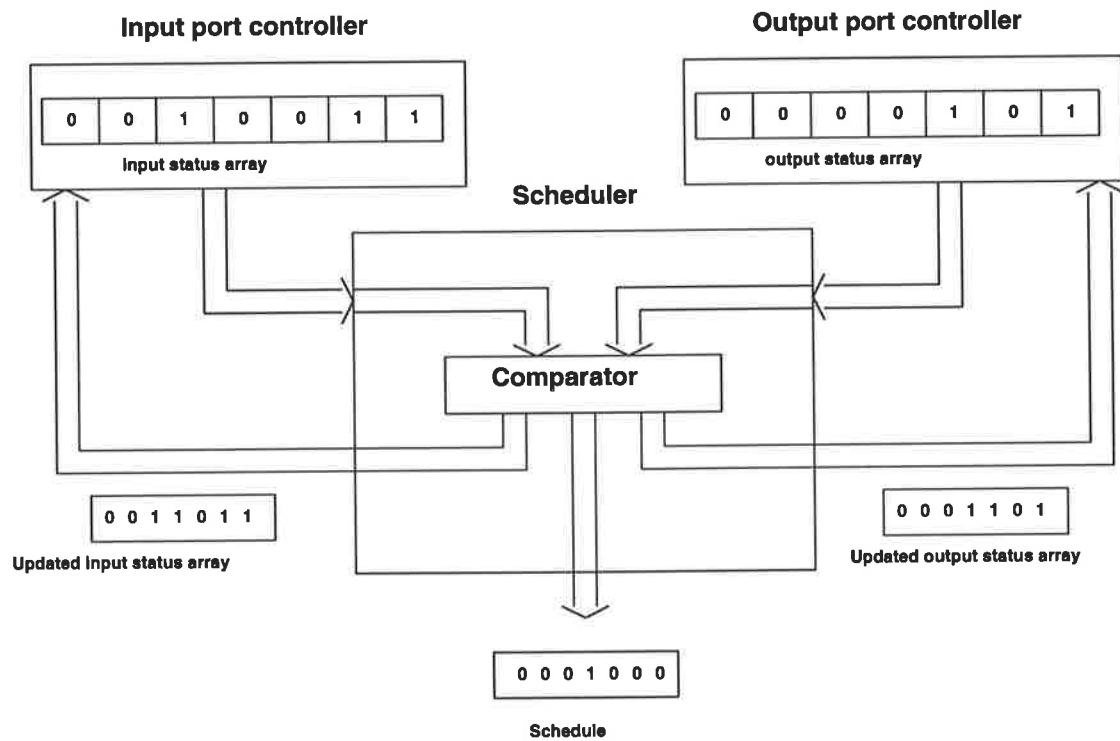 Input port controller
Output port controller
0 0 1 0 0 1 1
input status array
0 0 0 0 1 0 1
output status array
Scheduler
Comparator
0 0 1 1 0 1 1
Updated input status array
0 0 0 1 1 0 1
Updated output status array
0 0 0 1 0 0 0
Schedule